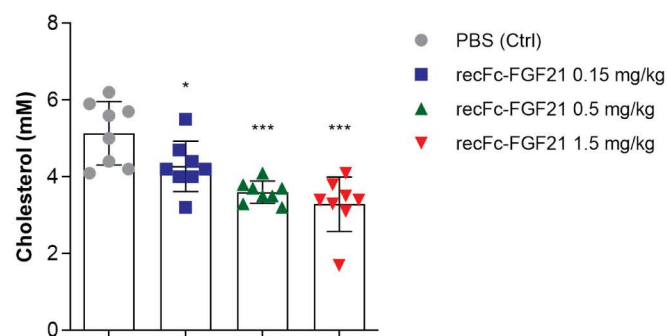 Cholesterol (mM)
8
6
4
2
0
*
***
***
PBS (Ctrl)
recFc-FGF21 0.15 mg/kg
recFc-FGF21 0.5 mg/kg
recFc-FGF21 1.5 mg/kg